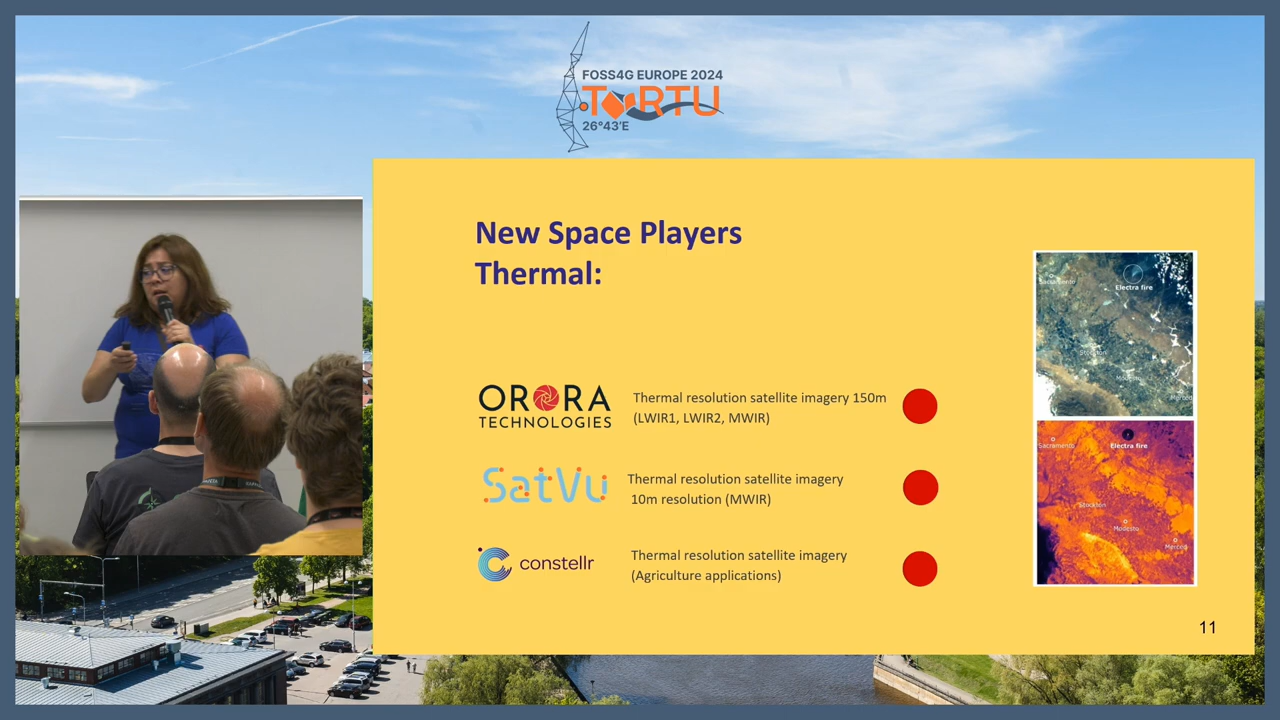 FOSS4G EUROPE 2024
TARTU
26°43'E
New Space Players
Thermal:
ORORA
TECHNOLOGIES
Thermal resolution satellite imagery 150m
(LWIR1, LWIR2, MWIR)
SatVu
Thermal resolution satellite imagery
10m resolution (MWIR)
constellr
Thermal resolution satellite imagery
(Agriculture applications)
Sacramento
Electra fire
Stockton
Modesto
Merced
Sacramento
Electra fire
Stockton
Modesto
Merced
11